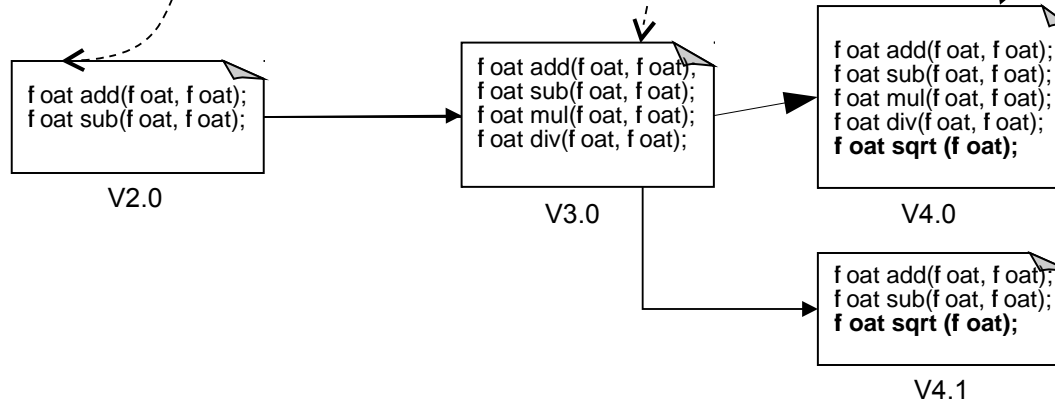 f oat add(f oat, f oat);
f oat sub(f oat, f oat);
V2.0
f oat add(f oat, f oat);
f oat sub(f oat, f oat);
f oat mul(f oat, f oat);
f oat div(f oat, f oat);
V3.0
f oat add(f oat, f oat);
f oat sub(f oat, f oat);
f oat mul(f oat, f oat);
f oat div(f oat, f oat);
f oat sqrt (f oat);
V4.0
f oat add(f oat, f oat);
f oat sub(f oat, f oat);
f oat sqrt (f oat);
V4.1